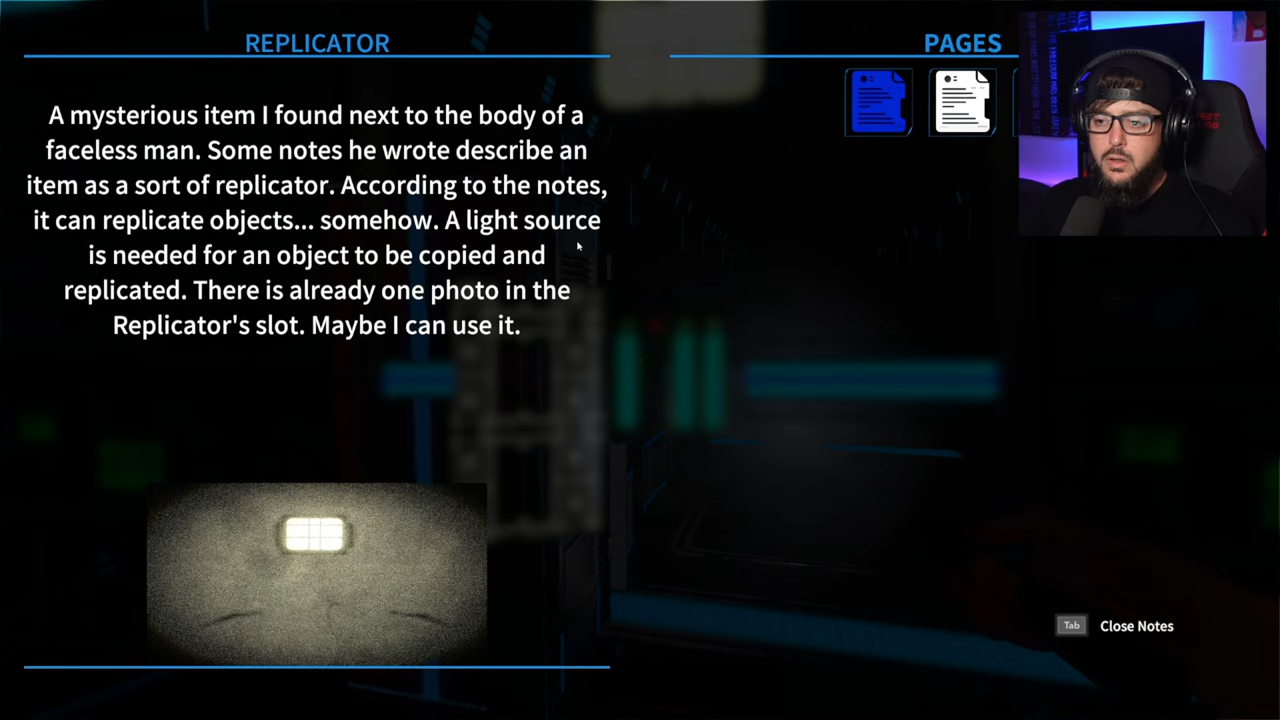 REPLICATOR
A mysterious item I found next to the body of a
faceless man. Some notes he wrote describe an
item as a sort of replicator. According to the notes,
it can replicate objects... somehow. A light source
is needed for an object to be copied and
replicated. There is already one photo in the
Replicator's slot. Maybe I can use it.
PAGES
Tab Close Notes